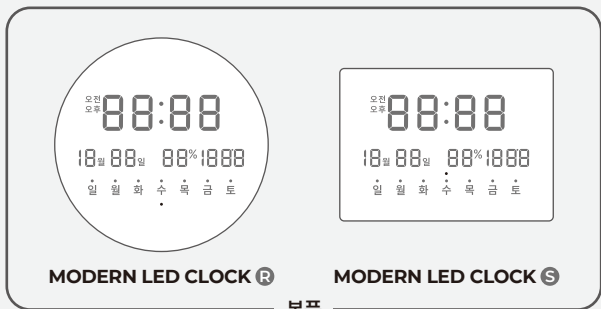 오전
오후
88:88
18월 88일 88% 1888
일 월 화 수 목 금 토
MODERN LED CLOCK R
오전
오후
88:88
18월 88일 88% 1888
일 월 화 수 목 금 토
MODERN LED CLOCK S